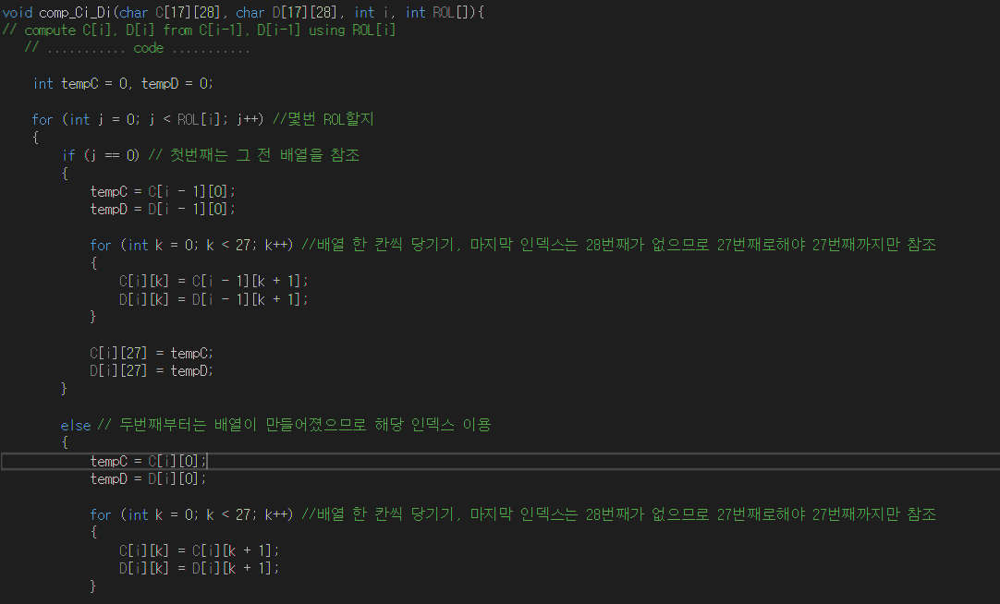 void comp_Ci_Di(char C[17][28], char D[17][28], int i, int ROL[]){
// compute C[i], D[i] from C[i-1], D[i-1] using ROL[i]
// ........... code ...........
int tempC = 0, tempD = 0;
for (int j = 0; j < ROL[i]; j++) //몇번 ROL할지
{
if (j == 0) // 첫번째는 그 전 배열을 참조
{
tempC = C[i - 1][0];
tempD = D[i - 1][0];
for (int k = 0; k < 27; k++) //배열 한 칸씩 당기기, 마지막 인덱스는 28번째가 없으므로 27번째로해야 27번째까지만 참조
{
C[i][k] = C[i - 1][k + 1];
D[i][k] = D[i - 1][k + 1];
}
C[i][27] = tempC;
D[i][27] = tempD;
}
else // 두번째부터는 배열이 만들어졌으므로 해당 인덱스 이용
{
tempC = C[i][0];
tempD = D[i][0];
for (int k = 0; k < 27; k++) //배열 한 칸씩 당기기, 마지막 인덱스는 28번째가 없으므로 27번째로해야 27번째까지만 참조
{
C[i][k] = C[i][k + 1];
D[i][k] = D[i][k + 1];
}